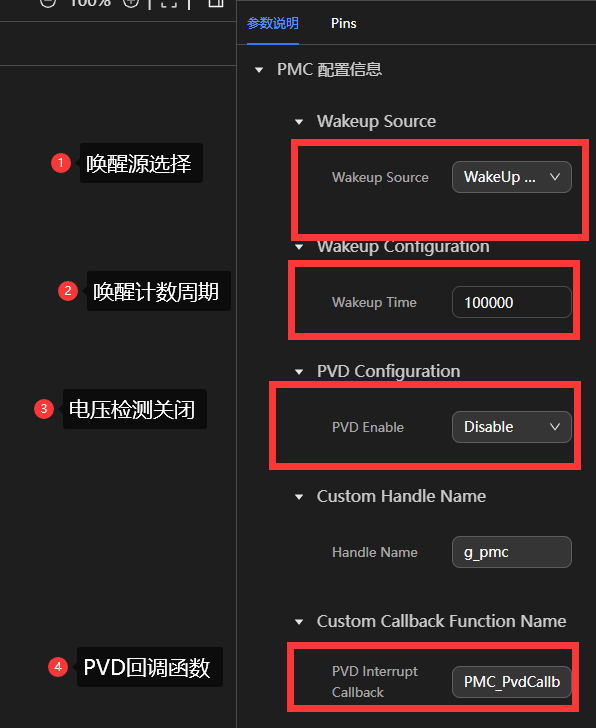 100%
参数说明 Pins
PMC 配置信息
Wakeup Source
1 唤醒源选择
Wakeup Source WakeUp ...
Wakeup Configuration
2 唤醒计数周期
Wakeup Time 100000
PVD Configuration
3 电压检测关闭
PVD Enable Disable
Custom Handle Name
Handle Name g_pmc
Custom Callback Function Name
4 PVD回调函数
PVD Interrupt
Callback
PMC_PvdCallb